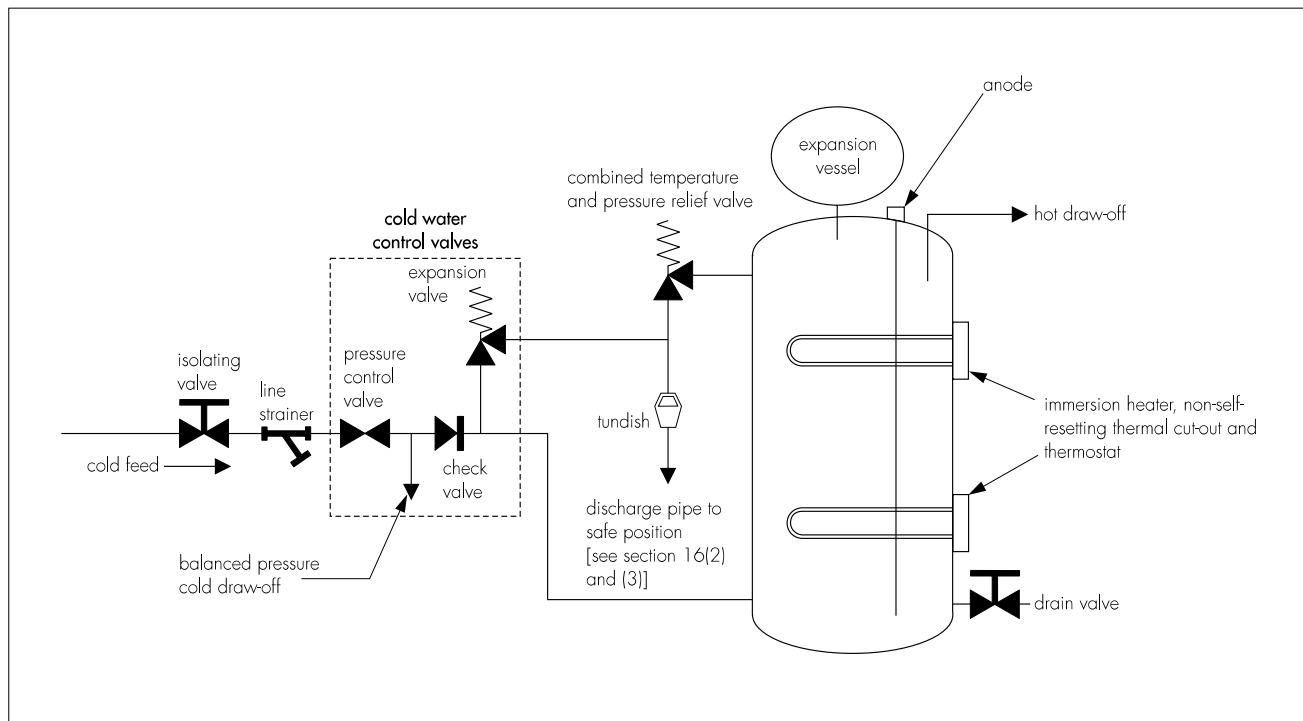 anode
expansion
vessel
combined temperature
and pressure relief valve
hot draw-off
cold water
control valves
expansion
valve
isolating
valve
line
strainer
pressure
control
valve
cold feed
check
valve
tundish
immersion heater, non-self-
resetting thermal cut-out and
thermostat
discharge pipe to
safe position
[see section 16(2)
and (3)]
balanced pressure
cold draw-off
drain valve